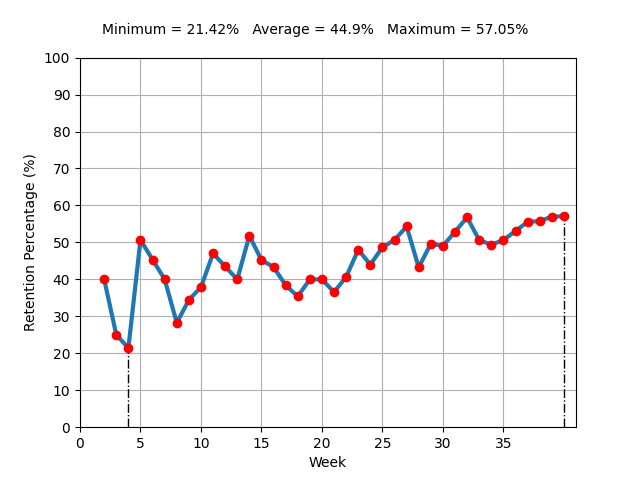 Minimum = 21.42%   Average = 44.9%   Maximum = 57.05%
100
90
80
70
60
50
40
30
20
10
0
Retention Percentage (%)
0 5 10 15 20 25 30 35
Week